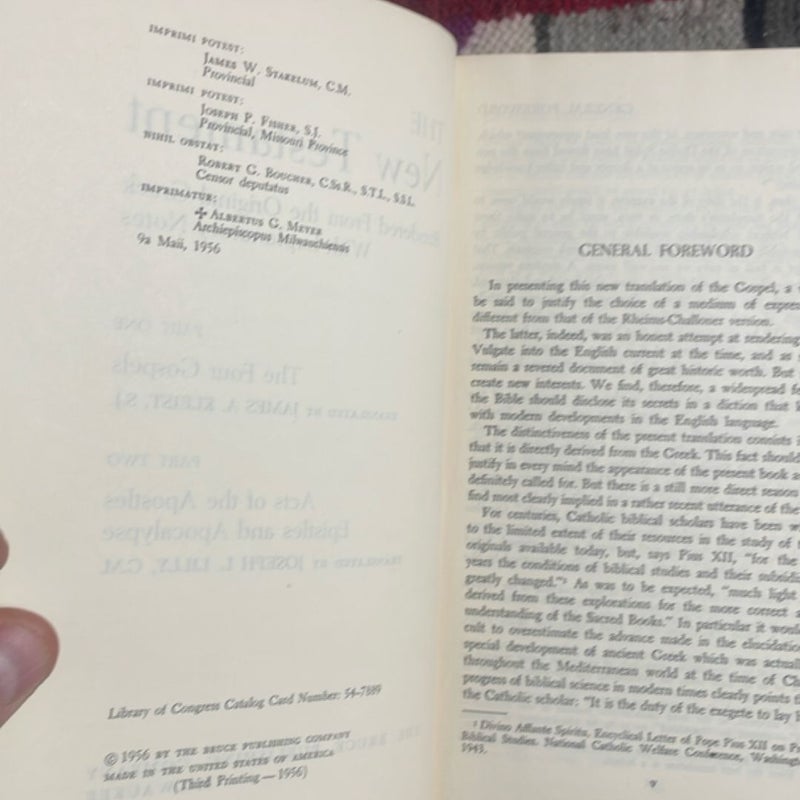 IMPRIMI POTEST:
JAMES W. STAKELUM, C.M.
Provincial
IMPRIMI POTEST:
JOSEPH P. FISHER, S.J.
Provincial, Missouri Province
NIHIL OBSTAT:
ROBERT G. BOUCHER, C.Ss.R., S.T.L., S.S.L.
Censor deputatus
IMPRIMATUR:
✠ ALBERTUS G. MEYER
Archiepiscopus Milwauchiensis
9a Maii, 1956
Library of Congress Catalog Card Number: 54-7889
© 1956 BY THE BRUCE PUBLISHING COMPANY
MADE IN THE UNITED STATES OF AMERICA
(Third Printing—1956)
GENERAL FOREWORD
In presenting this new translation of the Gospel, a
be said to justify the choice of a medium of
different from that of the Rheims-Challoner version.
The latter, indeed, was an honest attempt at rendering
Vulgate into the English current at the time, and as
remain a revered document of great historic worth. But
create new interests. We find, therefore, a widespread
the Bible should disclose its secrets in a diction that
with modern developments in the English language.
The distinctiveness of the present translation consists
that it is directly derived from the Greek. This fact should
justify in every mind the appearance of the present book
definitely called for. But there is a still more direct reason
find most clearly implied in a rather recent utterance of the
For centuries, Catholic biblical scholars have been
to the limited extent of their resources in the study of
originals available today, but, says Pius XII, "for the
years the conditions of biblical studies and their
greatly changed."¹ As was to be expected, "much light
derived from these explorations for the more correct
understanding of the Sacred Books." In particular it
cult to overestimate the advance made in the
special development of ancient Greek which was
throughout the Mediterranean world at the time of
progress of biblical science in modern times clearly points
the Catholic scholar: "It is the duty of the exegete to lay
¹ Divino Afflante Spiritu, Encyclical Letter of Pope Pius XII on
Biblical Studies. National Catholic Welfare Conference,
1943.
v